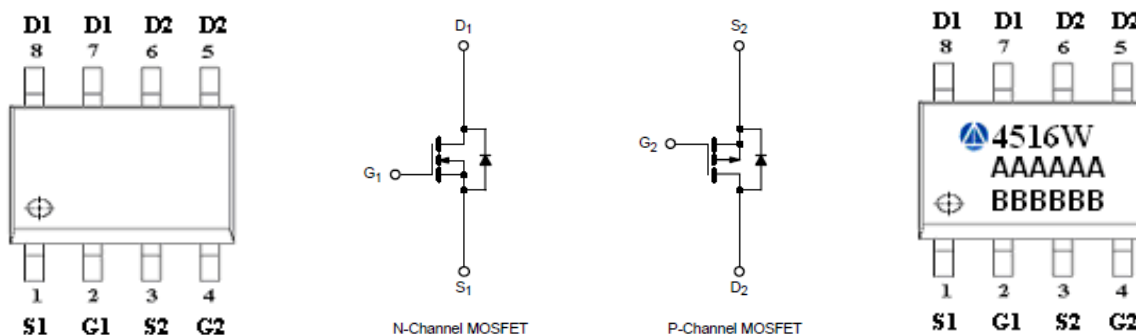 D1 D1 D2 D2
8 7 6 5
1 2 3 4
S1 G1 S2 G2
D1
G1
S1
N-Channel MOSFET
S2
G2
D2
P-Channel MOSFET
D1 D1 D2 D2
8 7 6 5
4516W
AAAAAA
BBBBBB
1 2 3 4
S1 G1 S2 G2